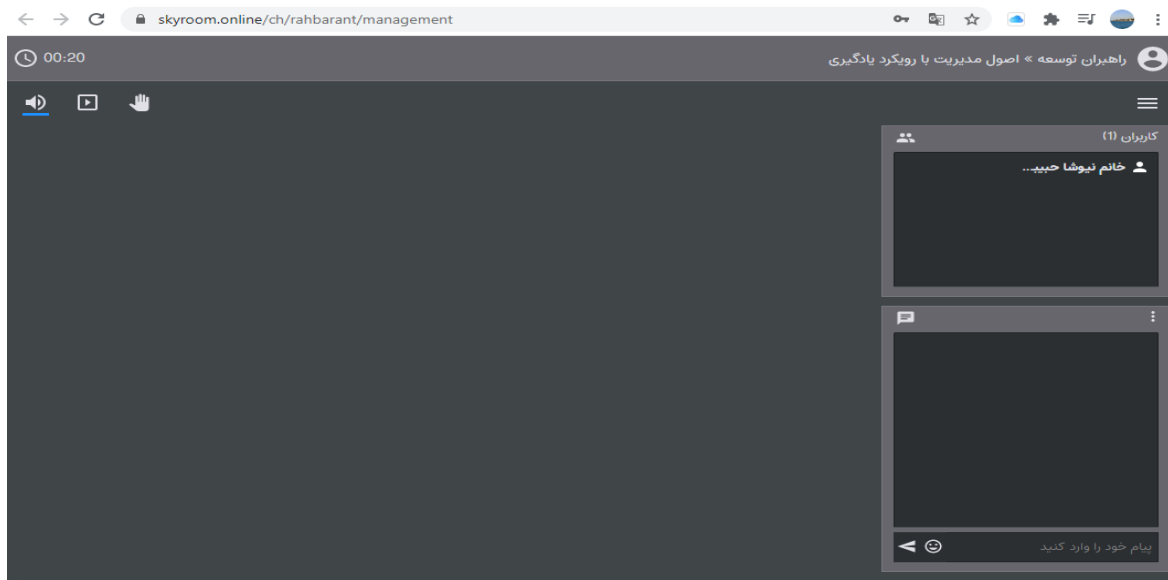 skyroom.online/ch/rahbarant/management
00:20
راهبران توسعه » اصول مدیریت با رویکرد یادگیری
کاربران (1)
خانم نیوشا حبیبـ...
پیام خود را وارد کنید